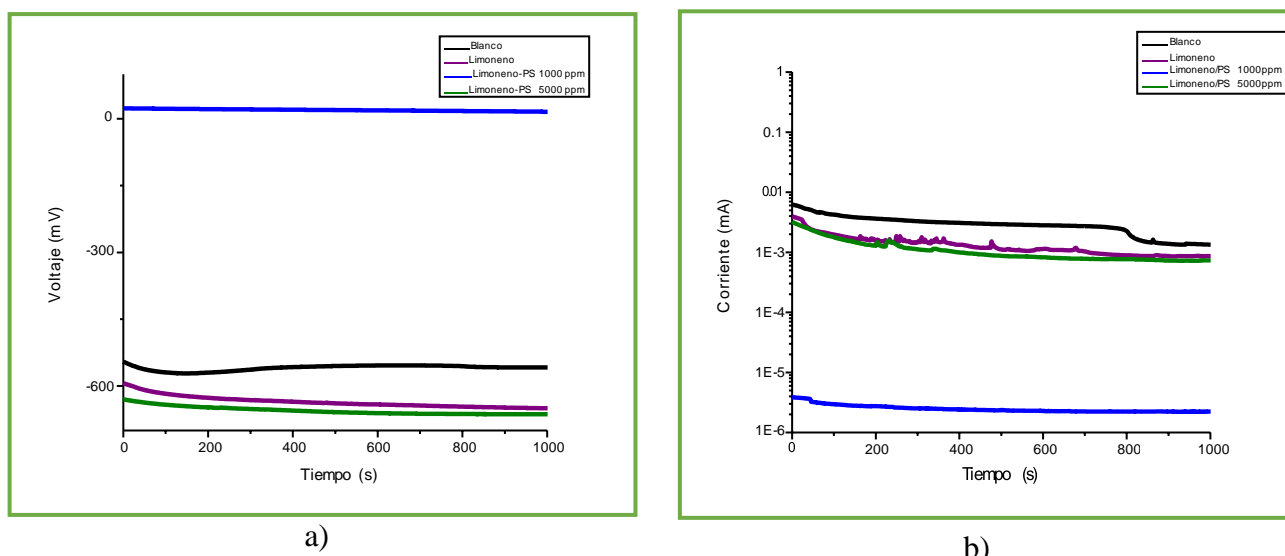 Blanco
Limoneno
Limoneno-PS 1000 ppm
Limoneno-PS 5000 ppm
0
-300
-600
Voltaje (mV)
0 200 400 600 800 1000
Tiempo (s)
a)
Blanco
Limoneno
Limoneno/PS 1000ppm
Limoneno/PS 5000ppm
1
0.1
0.01
1E-3
1E-4
1E-5
1E-6
Corriente (mA)
0 200 400 600 800 1000
Tiempo (s)
b)